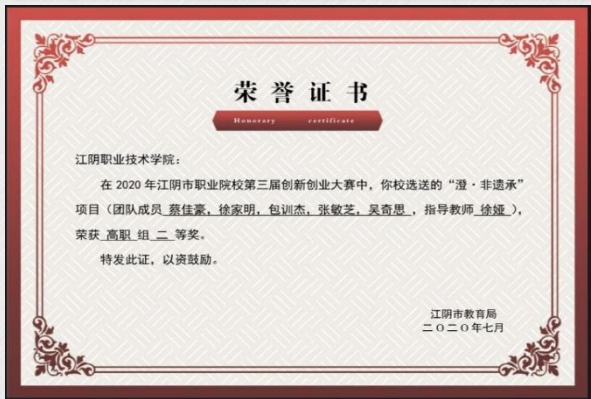 荣誉证书
Honorary certificate
江阴职业技术学院：
在 2020 年江阴市职业院校第三届创新创业大赛中，你校选送的“澄·非遗承”
项目（团队成员 蔡佳豪，徐家明，包训杰，张敏芝，吴奇思 ，指导教师 徐娅 ），
荣获 高职 组 二 等奖。
特发此证，以资鼓励。
江阴市教育局
二〇二〇年七月